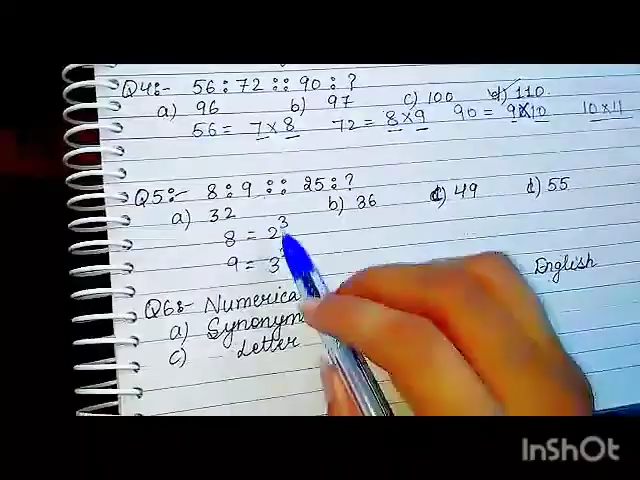 Q4:- 56 : 72 :: 90 : ?
a) 96 b) 97 c) 100 d) 110.
56 = 7 × 8 72 = 8 × 9 90 = 9 × 10 10 × 11
Q5:- 8 : 9 :: 25 : ?
a) 32 b) 36 c) 49 d) 55
8 = 2³
9 = 3
Q6:- Numerica
a) Synonym English
c) Letter
InShOt